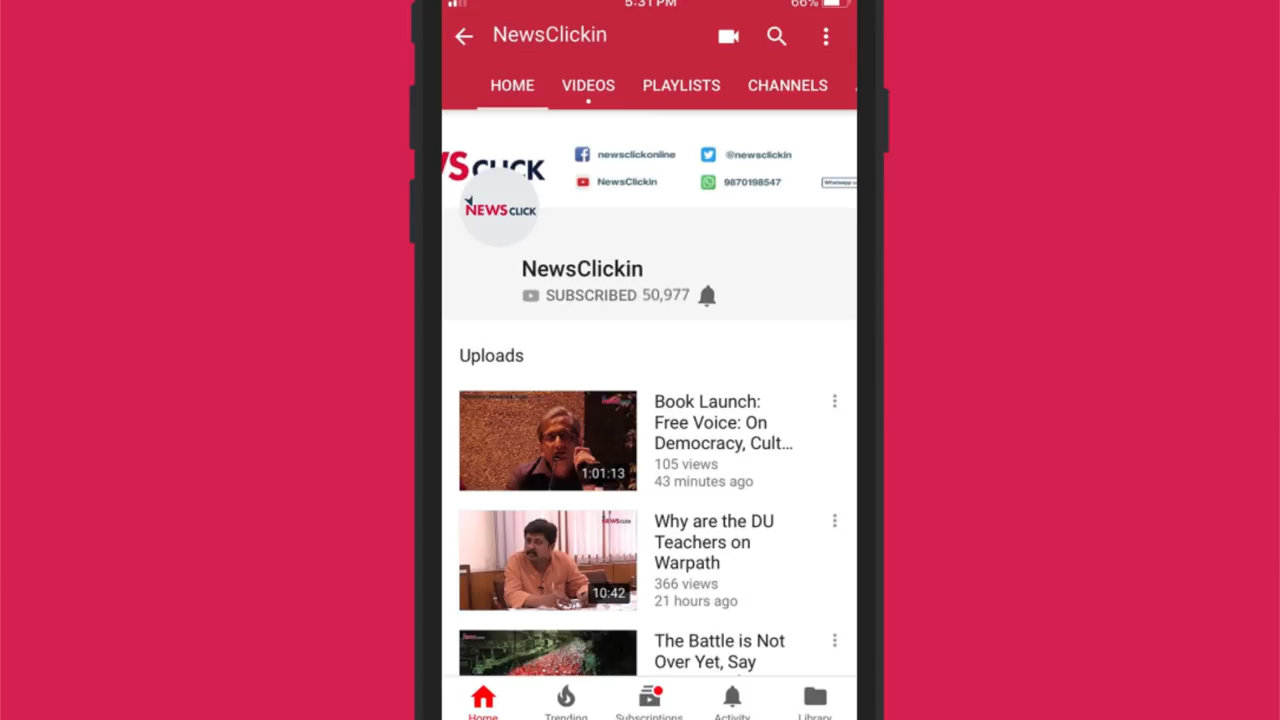 5:31 PM
66%
NewsClickin
HOME VIDEOS PLAYLISTS CHANNELS
WS CLICK
newsclickonline
@newsclickin
NewsClickin
9870198547
Whatsapp
NEWS CLICK
NewsClickin
SUBSCRIBED 50,977
Uploads
Book Launch:
Free Voice: On
Democracy, Cult...
105 views
43 minutes ago
1:01:13
Why are the DU
Teachers on
Warpath
366 views
21 hours ago
NEWS CLICK
10:42
The Battle is Not
Over Yet, Say
Home Trending Subscriptions Activity Library